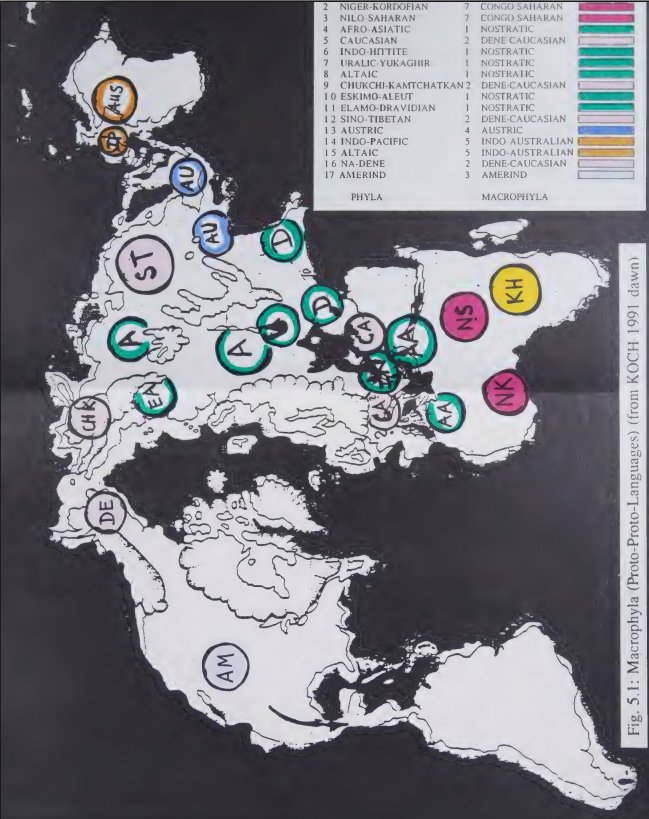 2 NIGER-KORDOFIAN 7 CONGO SAHARAN
3 NILO SAHARAN 7 CONGO SAHARAN
4 AFRO-ASIATIC 1 NOSTRATIC
5 CAUCASIAN 2 DENE-CAUCASIAN
6 INDO-HITTITE 1 NOSTRATIC
7 URALIC-YUKAGHIR 1 NOSTRATIC
8 ALTAIC 1 NOSTRATIC
9 CHUKCHI-KAMTCHATKAN 2 DENE-CAUCASIAN
10 ESKIMO-ALEUT 1 NOSTRATIC
11 ELAMO-DRAVIDIAN 1 NOSTRATIC
12 SINO-TIBETAN 2 DENE-CAUCASIAN
13 AUSTRIC 4 AUSTRIC
14 INDO-PACIFIC 5 INDO-AUSTRALIAN
15 ALTAIC 5 INDO-AUSTRALIAN
16 NA-DENE 2 DENE-CAUCASIAN
17 AMERIND 3 AMERIND
PHYLA MACROPHYLA
AUS
IP
AU
AU
ST
D
D
A
A
EA
CHK
CA
CA
AA
AA
NS
KH
NK
DE
AM
Fig. 5.1: Macrophyla (Proto-Proto-Languages) (from KOCH 1991 dawn)